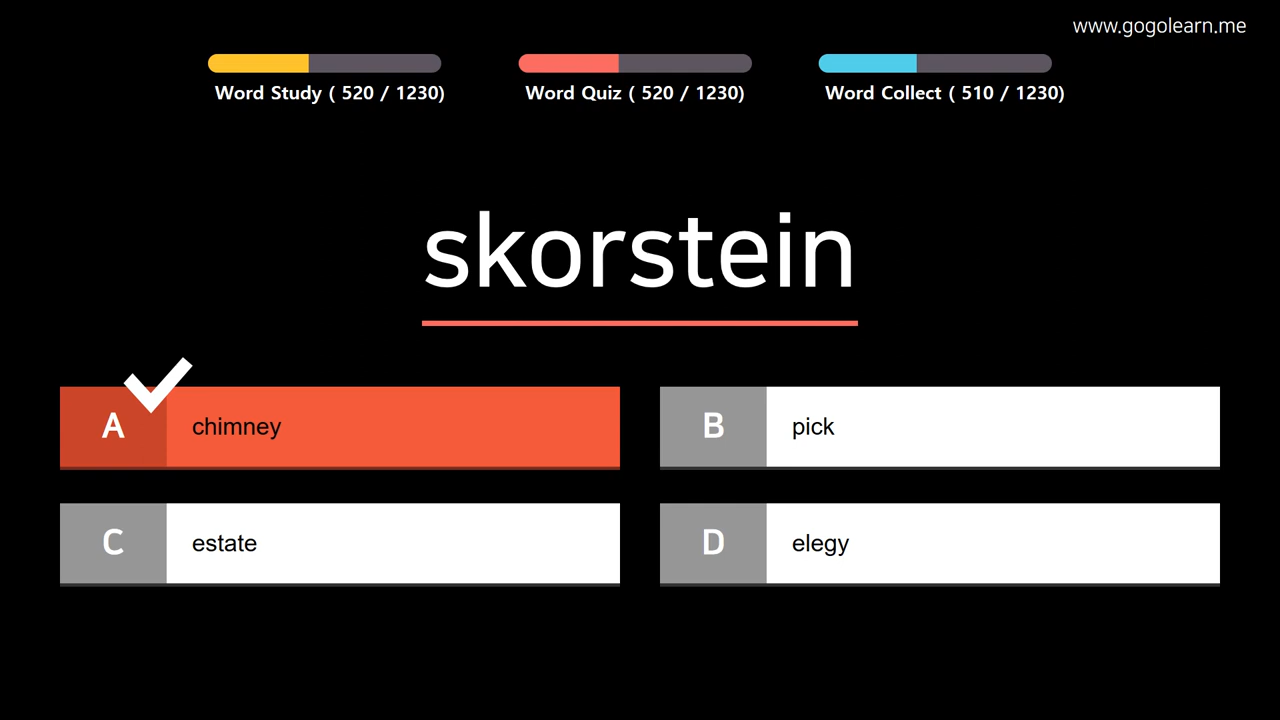 www.gogolearn.me
Word Study ( 520 / 1230)
Word Quiz ( 520 / 1230)
Word Collect ( 510 / 1230)
skorstein
A chimney
B pick
C estate
D elegy